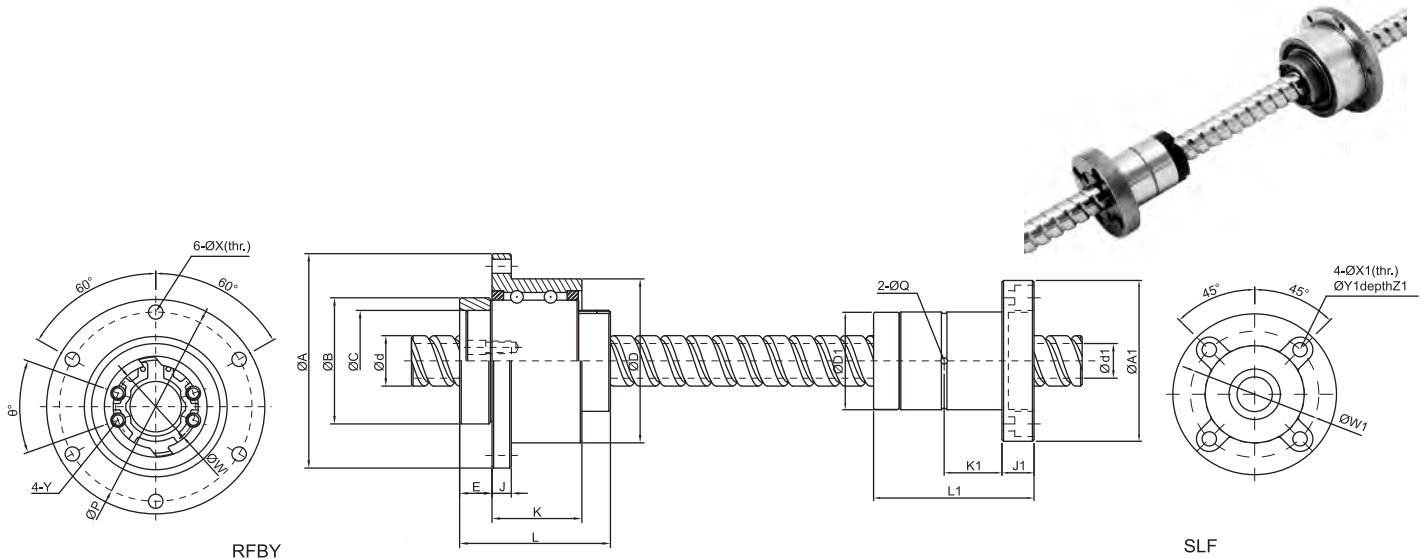 6-ØX(thr.)
60°
60°
θ°
4-Y
ØP
ØW
RFBY
ØA
ØB
ØC
Ød
ØD
E
J
K
L
2-ØQ
ØD1
Ød1
ØA1
K1
J1
L1
4-ØX1(thr.)
ØY1depthZ1
45°
45°
ØW1
SLF